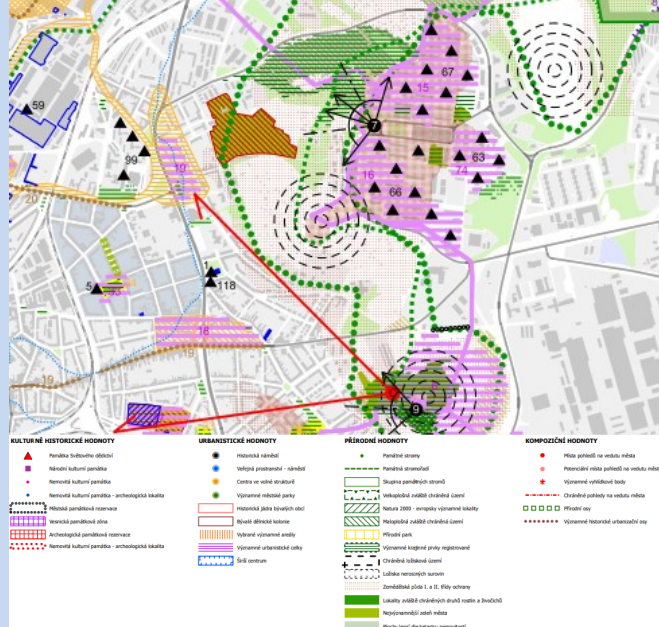 59
99
20
19
67
15
7
63
74
16
66
1
118
18
19
19
9
KULTURNĚ HISTORICKÉ HODNOTY
Památka Světového dědictví
Národní kulturní památka
Nemovitá kulturní památka
Nemovitá kulturní památka - archeologická lokalita
Městská památková rezervace
Vesnická památková zóna
Archeologická památková rezervace
Nemovitá kulturní památka - archeologická lokalita
URBANISTICKÉ HODNOTY
Historická náměstí
Veřejná prostranství - náměstí
Centra ve volné struktuře
Významné městské parky
Historická jádra bývalých obcí
Bývalé dělnické kolonie
Vybrané významné areály
Významné urbanistické celky
Širší centrum
PŘÍRODNÍ HODNOTY
Památné stromy
Památná stromořadí
Skupina památných stromů
Velkoplošná zvláště chráněná území
Natura 2000 - evropsky významné lokality
Maloplošná zvláště chráněné území
Přírodní park
Významné krajinné prvky registrované
Chráněná ložisková území
Ložiska nerostných surovin
Zemědělská půda I. a II. třídy ochrany
Lokality zvláště chráněných druhů rostlin a živočichů
Nejvýznamnější zeleň města
KOMPOZIČNÍ HODNOTY
Místa pohledů na vedutu města
Potenciální místa pohledů na vedutu měst
Významné vyhlídkové body
Chráněné pohledy na vedutu města
Přírodní osy
Významné historické urbanizační osy